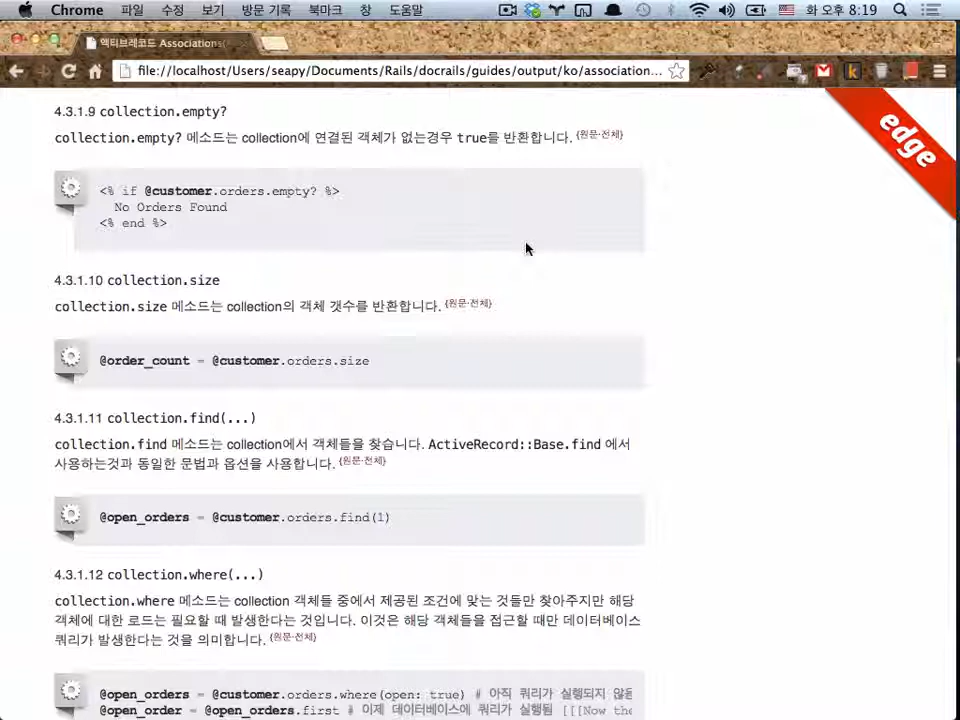 Chrome 파일 수정 보기 방문 기록 북마크 창 도움말 화 오후 8:19
액티브레코드 Associations(
file://localhost/Users/seapy/Documents/Rails/docrails/guides/output/ko/association...
edge
4.3.1.9 collection.empty?
collection.empty? 메소드는 collection에 연결된 객체가 없는경우 true를 반환합니다. {원문·전체}
<% if @customer.orders.empty? %>
No Orders Found
<% end %>
4.3.1.10 collection.size
collection.size 메소드는 collection의 객체 갯수를 반환합니다. {원문·전체}
@order_count = @customer.orders.size
4.3.1.11 collection.find(...)
collection.find 메소드는 collection에서 객체들을 찾습니다. ActiveRecord::Base.find 에서
사용하는것과 동일한 문법과 옵션을 사용합니다. {원문·전체}
@open_orders = @customer.orders.find(1)
4.3.1.12 collection.where(...)
collection.where 메소드는 collection 객체들 중에서 제공된 조건에 맞는 것들만 찾아주지만 해당
객체에 대한 로드는 필요할 때 발생한다는 것입니다. 이것은 해당 객체들을 접근할 때만 데이터베이스
쿼리가 발생한다는 것을 의미합니다. {원문·전체}
@open_orders = @customer.orders.where(open: true) # 아직 쿼리가 실행되지 않음
@open_order = @open_orders.first # 이제 데이터베이스에 쿼리가 실행됨 [[[Now the